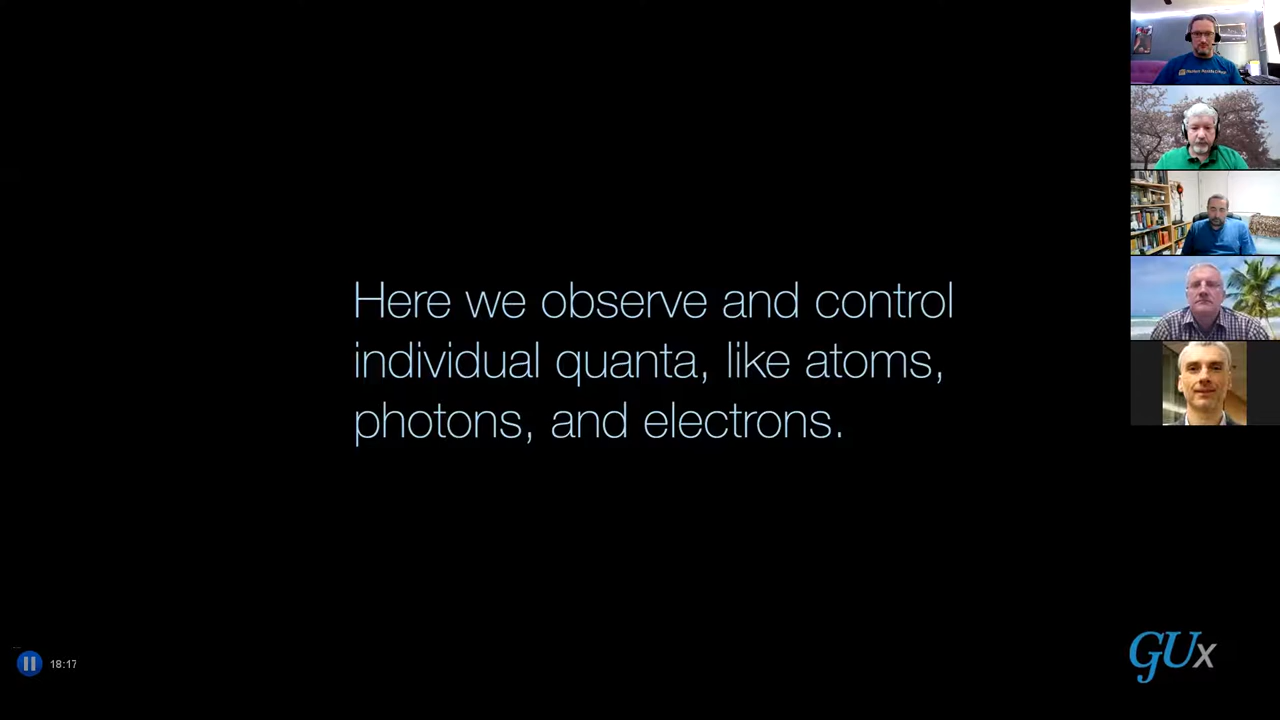 Here we observe and control
individual quanta, like atoms,
photons, and electrons.
18:17
GUx